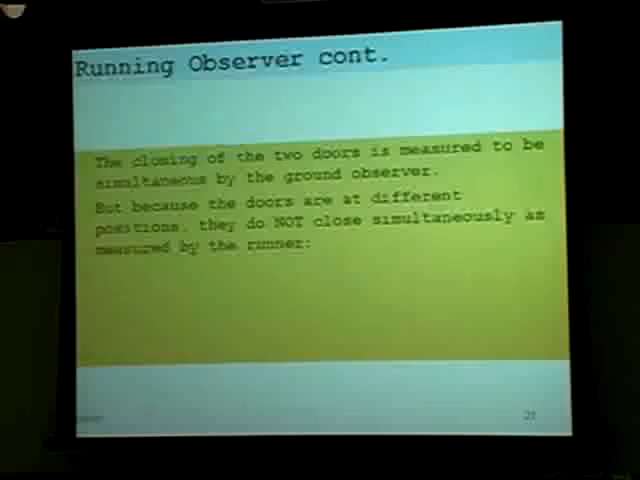 Running Observer cont.
The closing of the two doors is measured to be
simultaneous by the ground observer.
But because the doors are at different
positions, they do NOT close simultaneously as
measured by the runner: